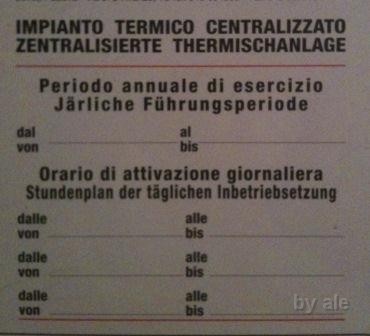 IMPIANTO TERMICO CENTRALIZZATO
ZENTRALISIERTE THERMISCHANLAGE
Periodo annuale di esercizio
Järliche Führungsperiode
dal al
von bis
Orario di attivazione giornaliera
Stundenplan der täglichen Inbetriebsetzung
dalle alle
von bis
dalle alle
von bis
dalle alle
von bis
by ale